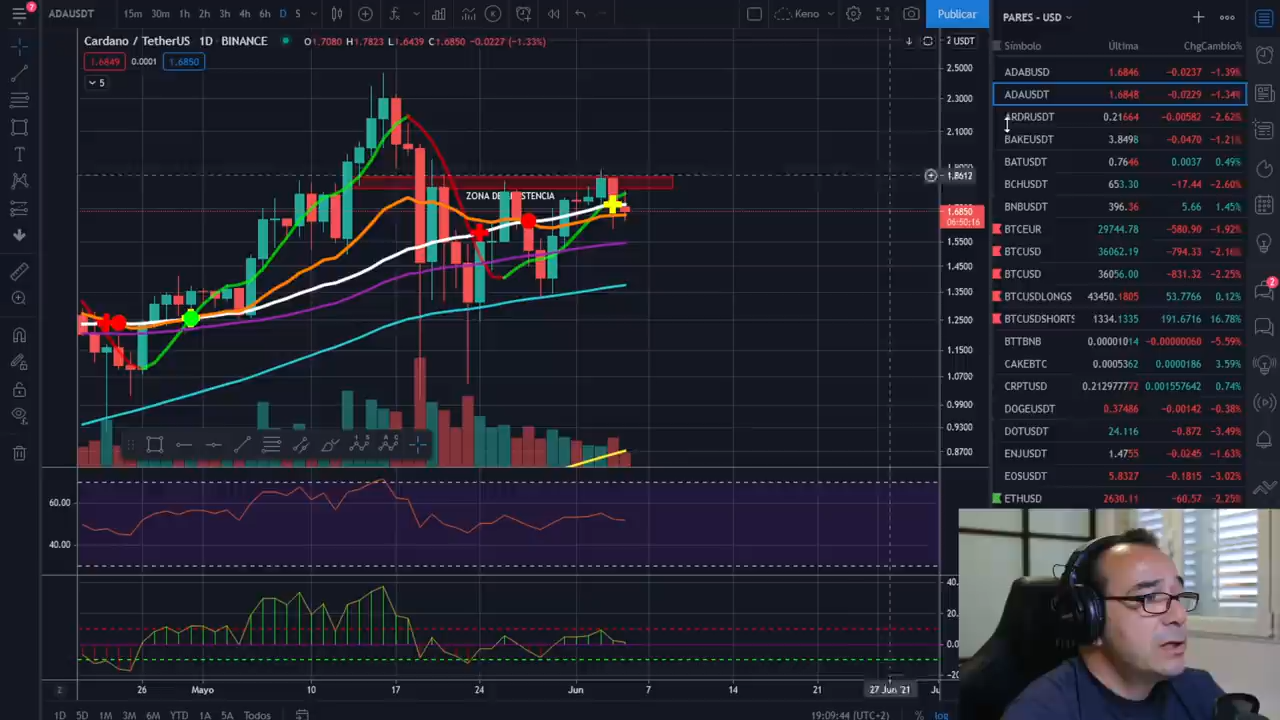 7
ADAUSDT 15m 30m 1h 2h 3h 4h 6h D S Keno Publicar
Cardano / TetherUS 1D BINANCE O1.7080 H1.7823 L1.6439 C1.6850 -0.0227 (-1.33%)
1.6849 0.0001 1.6850
5
USDT
2.5000
2.3000
2.1000
1.8612
1.6850
06:50:16
1.5500
1.4500
1.3500
1.2500
1.1500
1.0700
0.9900
0.9300
0.8700
60.00
40.00
2 26 Mayo 10 17 24 Jun 7 14 21 27 Jun '21
1D 5D 1M 3M 6M YTD 1A 5A Todos 19:09:44 (UTC+2) % log
PARES - USD
Símbolo Última Chg Cambio%
ADABUSD 1.6846 -0.0237 -1.39%
ADAUSDT 1.6848 -0.0229 -1.34%
ARDRUSDT 0.21664 -0.00582 -2.62%
BAKEUSDT 3.8498 -0.0470 -1.21%
BATUSDT 0.7646 0.0037 0.49%
BCHUSDT 653.30 -17.44 -2.60%
BNBUSDT 396.36 5.66 1.45%
BTCEUR 29744.78 -580.90 -1.92%
BTCUSD 36062.19 -794.33 -2.16%
BTCUSD 36056.00 -831.32 -2.25%
BTCUSDLONGS 43450.1805 53.7766 0.12%
BTCUSDSHORTS 1334.1335 191.6716 16.78%
BTTBNB 0.00001014 -0.00000060 -5.59%
CAKEBTC 0.0005362 0.0000186 3.59%
CRPTUSD 0.212977772 0.001557642 0.74%
DOGEUSDT 0.37486 -0.00142 -0.38%
DOTUSDT 24.116 -0.872 -3.49%
ENJUSDT 1.4755 -0.0245 -1.63%
EOSUSDT 5.8327 -0.1815 -3.02%
ETHUSD 2630.11 -60.57 -2.25%
2